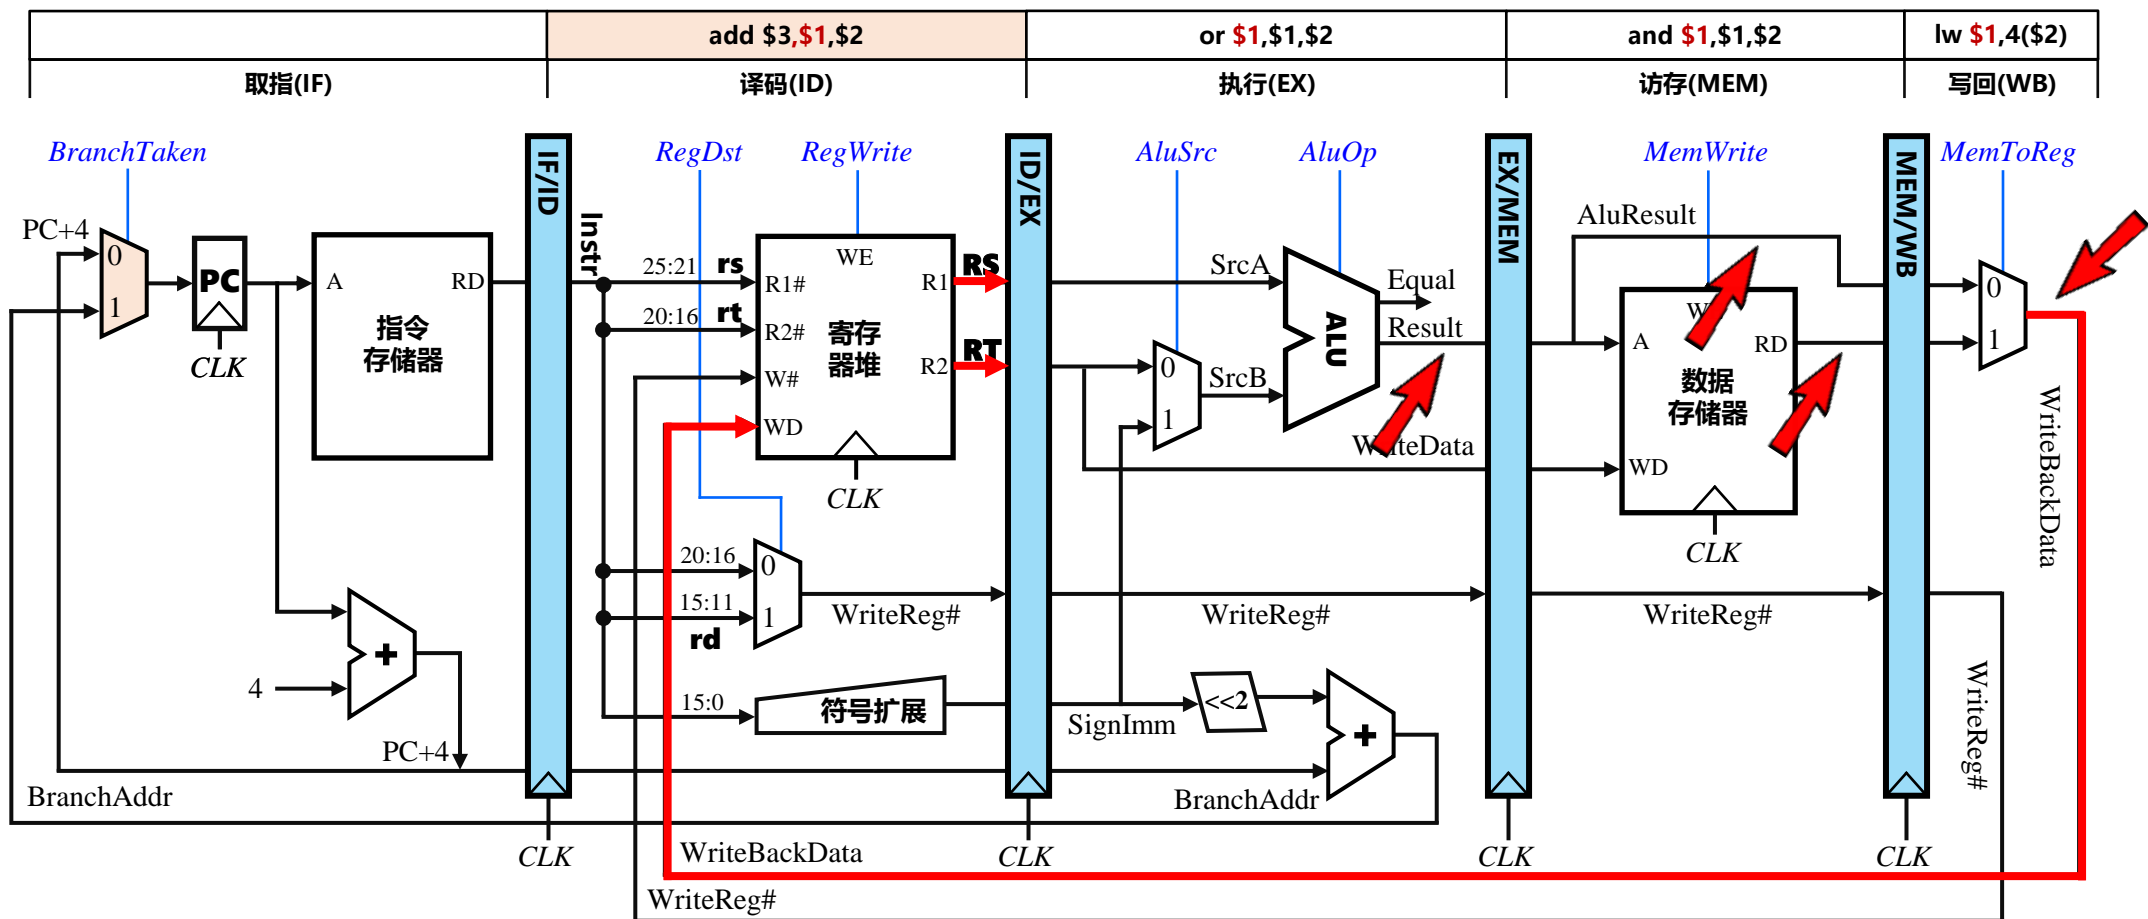 add $3,$1,$2
or $1,$1,$2
and $1,$1,$2
lw $1,4($2)
取指(IF)
译码(ID)
执行(EX)
访存(MEM)
写回(WB)
BranchTaken
RegDst
RegWrite
AluSrc
AluOp
MemWrite
MemToReg
IF/ID
ID/EX
EX/MEM
MEM/WB
PC+4
0
1
PC
CLK
A
RD
指令
存储器
Instr
25:21
rs
20:16
rt
WE
R1#
R2#
W#
WD
R1
R2
寄存
器堆
CLK
RS
RT
SrcA
0
1
SrcB
ALU
Equal
Result
WriteData
AluResult
W
A
RD
数据
存储器
WD
CLK
0
1
WriteBackData
20:16
0
15:11
1
rd
WriteReg#
WriteReg#
WriteReg#
WriteReg#
4
+
PC+4
15:0
符号扩展
SignImm
<<2
+
BranchAddr
BranchAddr
CLK
CLK
CLK
CLK
WriteBackData
WriteReg#